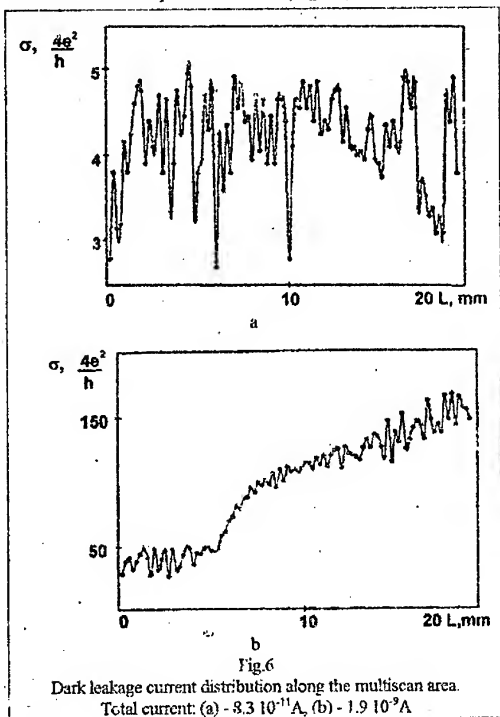 σ, 4e²/h
5
4
3
0 10 20 L, mm
a
σ, 4e²/h
150
50
0 10 20 L,mm
b
Fig.6
Dark leakage current distribution along the multiscan area.
Total current: (a) - 8.3 10⁻¹¹A, (b) - 1.9 10⁻⁹A